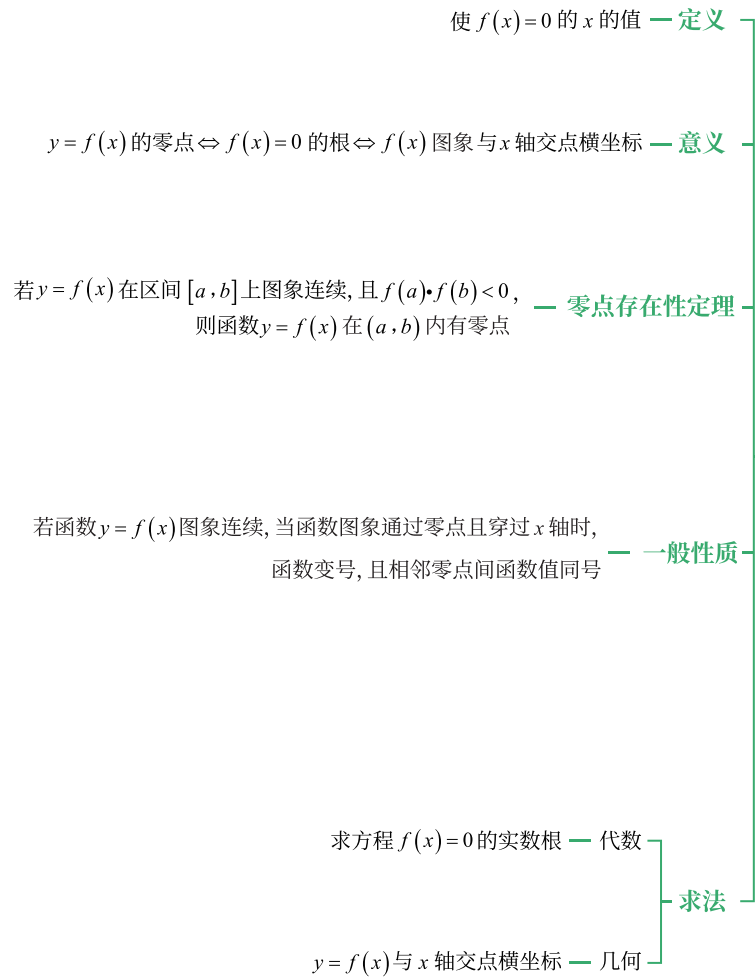 使 f(x)=0 的 x 的值 定义
y=f(x) 的零点⇔f(x)=0 的根⇔f(x) 图象与 x 轴交点横坐标 意义
若y=f(x)在区间[a,b]上图象连续,且f(a)•f(b)<0,
则函数y=f(x)在(a,b)内有零点
零点存在性定理
若函数y=f(x)图象连续,当函数图象通过零点且穿过 x 轴时,
函数变号,且相邻零点间函数值同号
一般性质
求方程 f(x)=0 的实数根 代数
求法
y=f(x)与 x 轴交点横坐标 几何